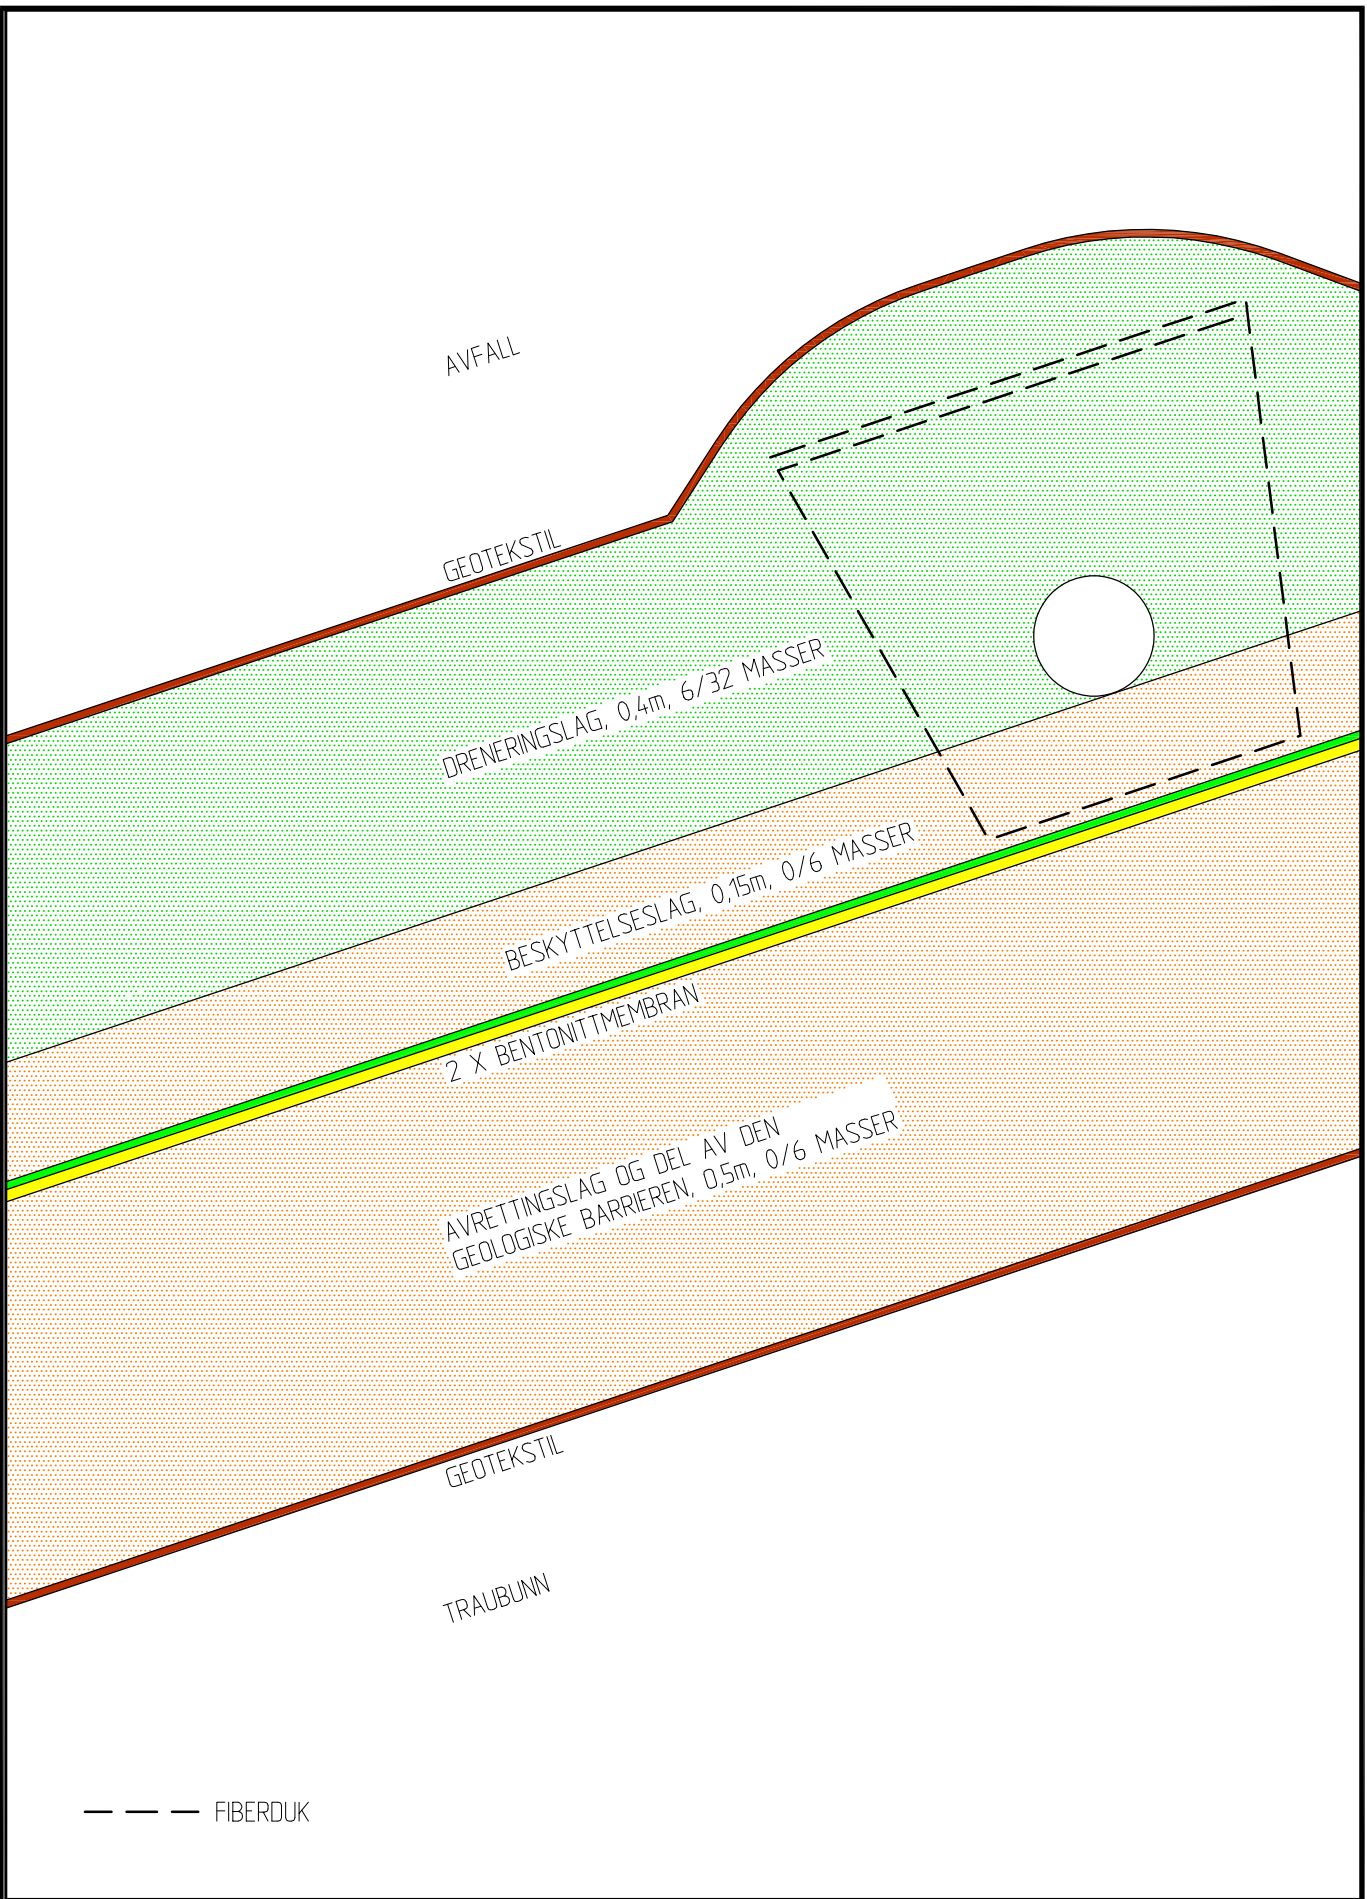 AVFALL
GEOTEKSTIL
DRENERINGSLAG, 0,4m, 6/32 MASSER
BESKYTTELSESLAG, 0,15m, 0/6 MASSER
2 X BENTONITTMEMBRAN
AVRETTINGSLAG OG DEL AV DEN
GEOLOGISKE BARRIEREN, 0,5m, 0/6 MASSER
GEOTEKSTIL
TRAUBUNN
FIBERDUK